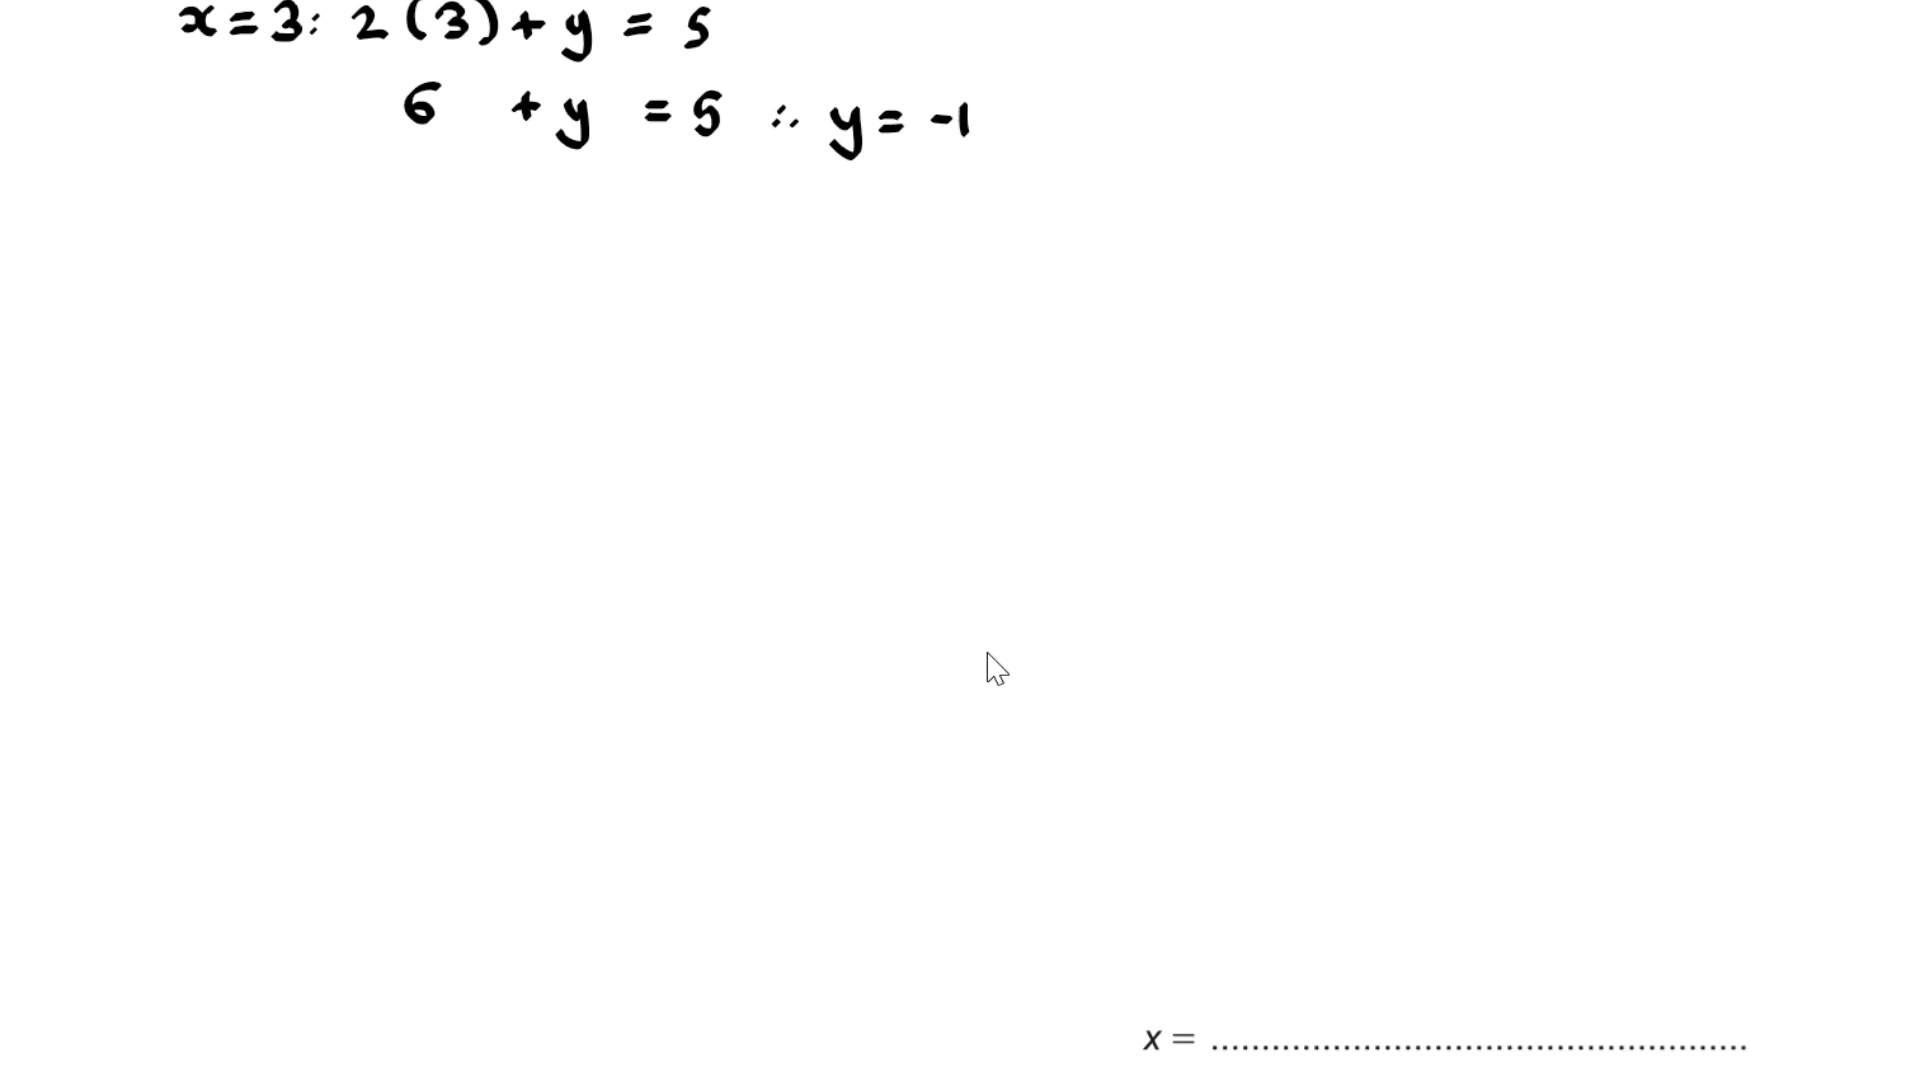 x=3: 2(3)+y = 5
6 +y =5 ∴ y= -1
x = ....................................................